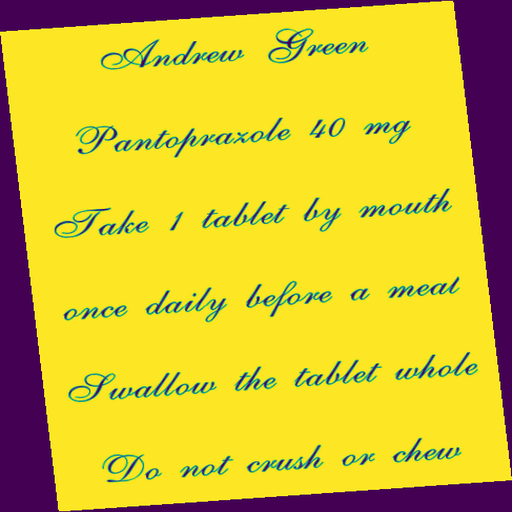 Andrew Green
Pantoprazole 40 mg
Take 1 tablet by mouth
once daily before a meal
Swallow the tablet whole
Do not crush or chew